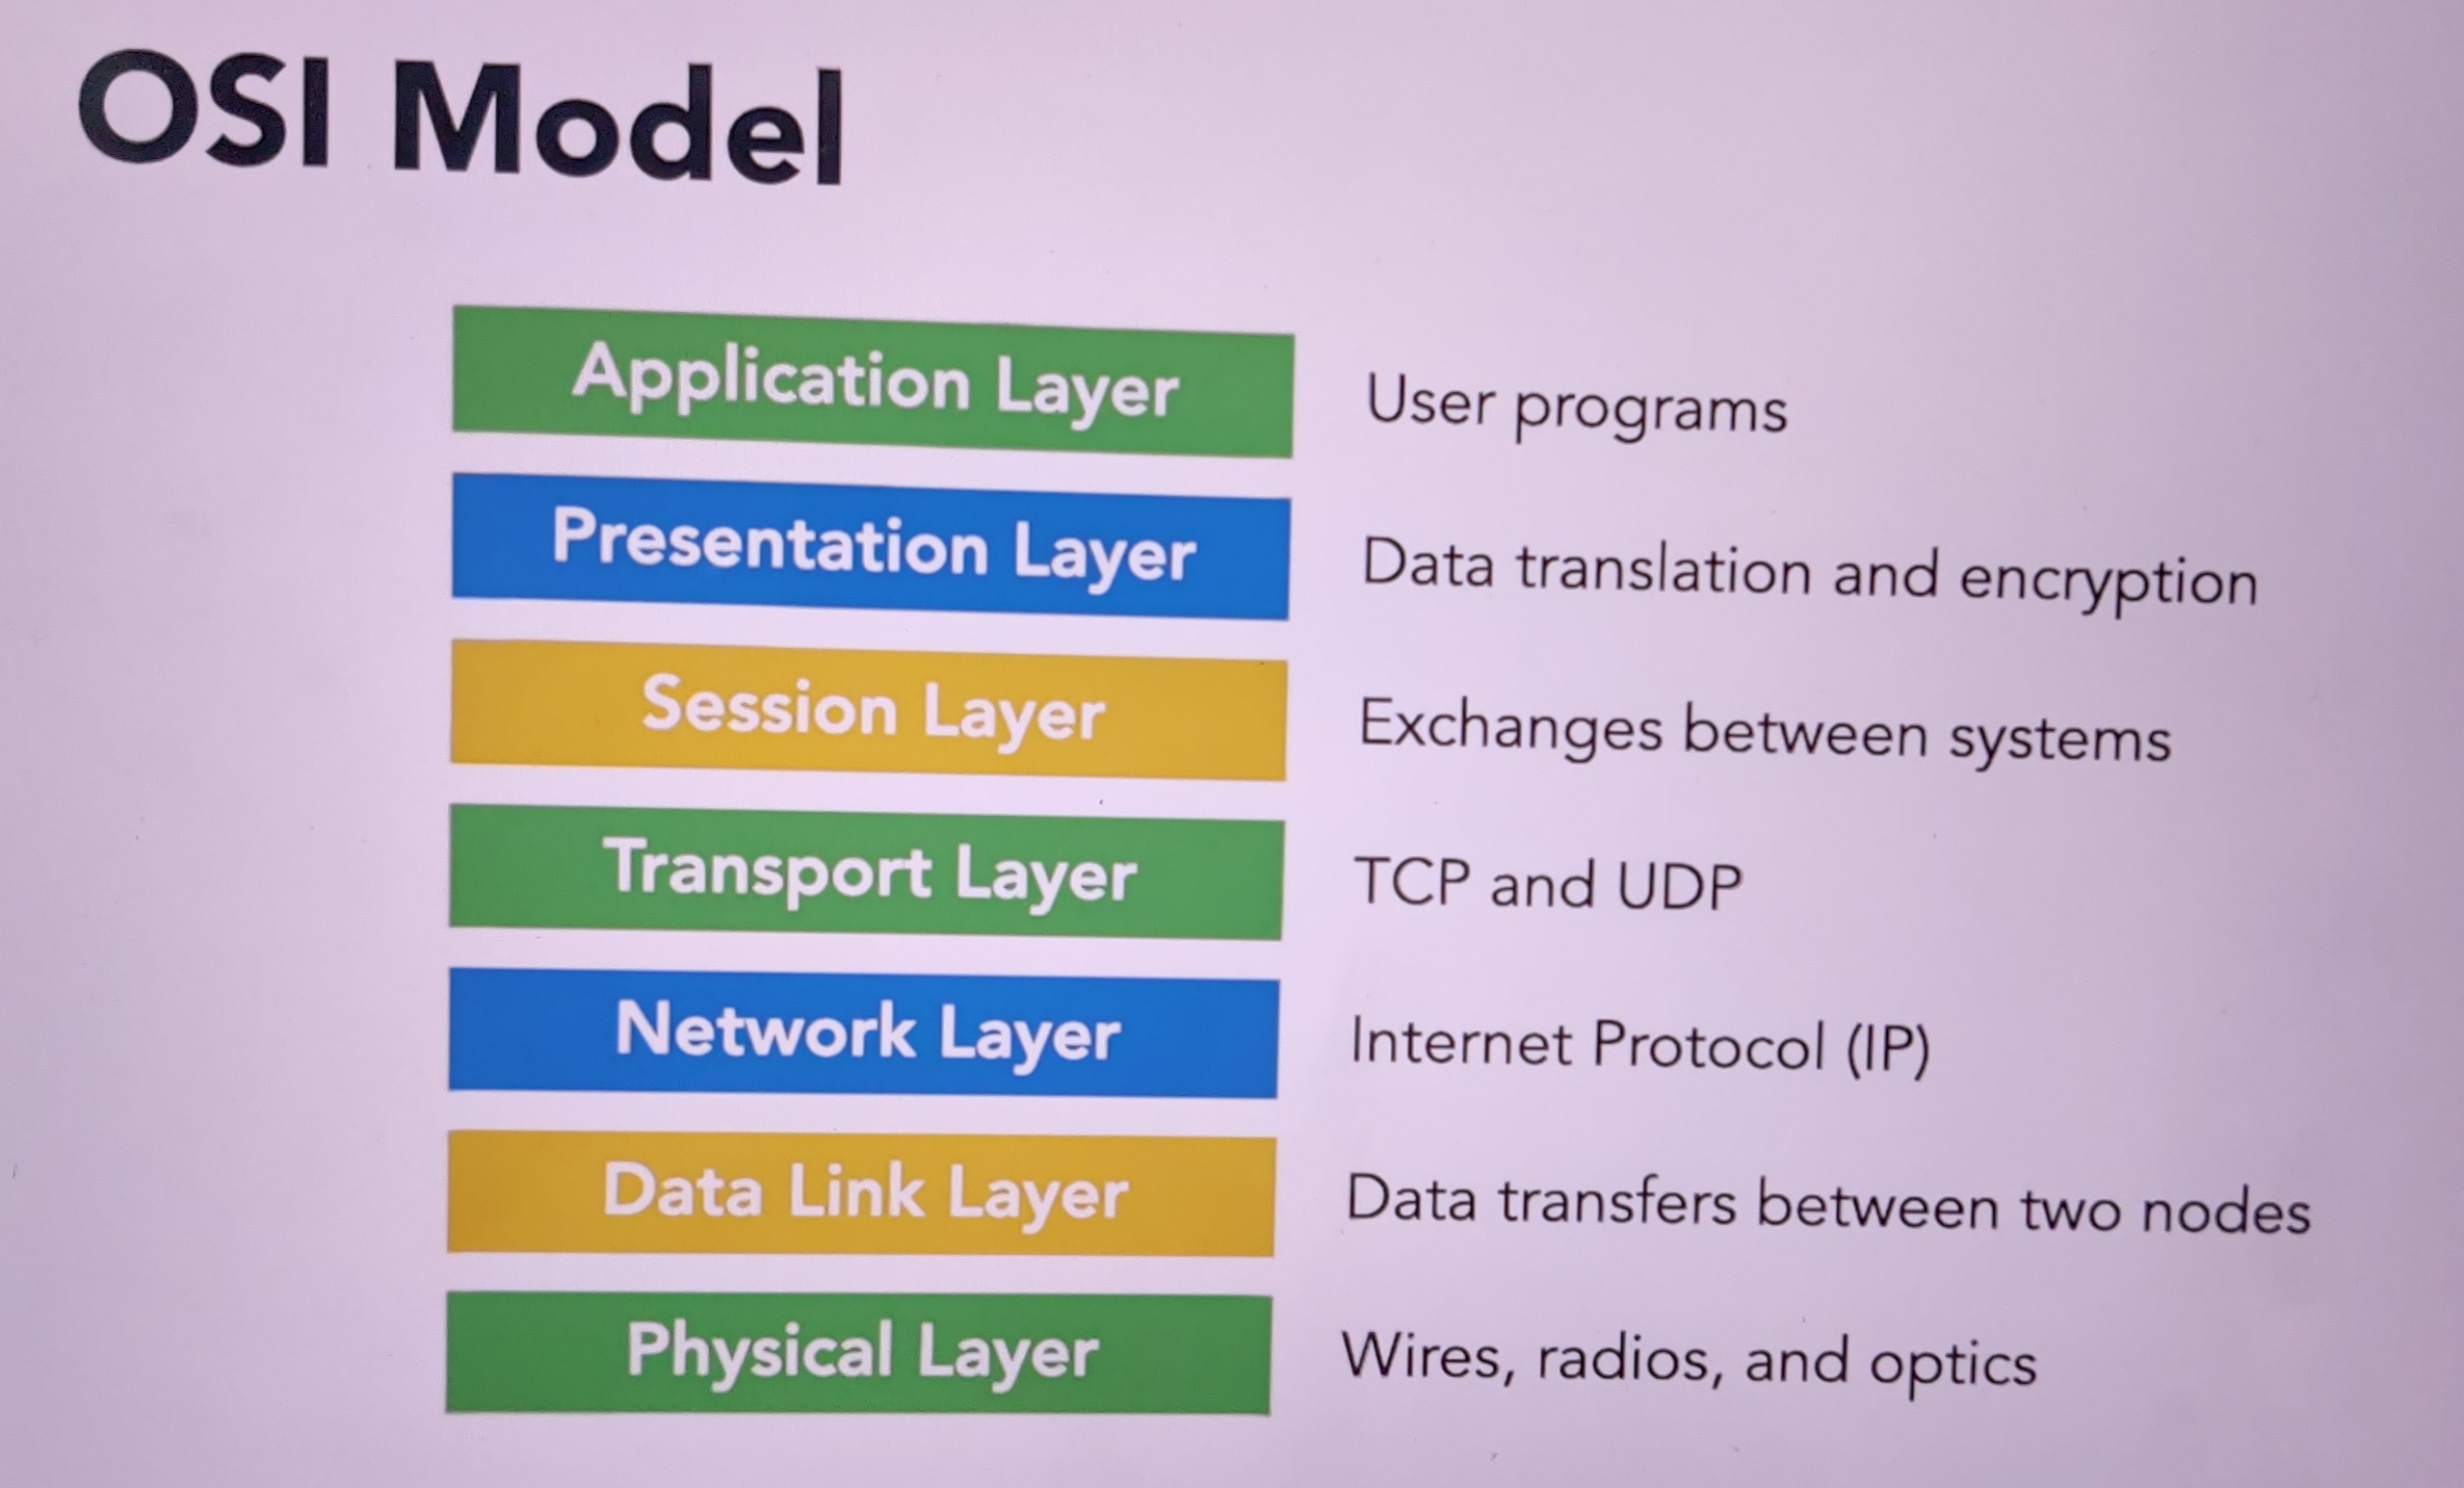 OSI Model
Application Layer
User programs
Presentation Layer
Data translation and encryption
Session Layer
Exchanges between systems
Transport Layer
TCP and UDP
Network Layer
Internet Protocol (IP)
Data Link Layer
Data transfers between two nodes
Physical Layer
Wires, radios, and optics